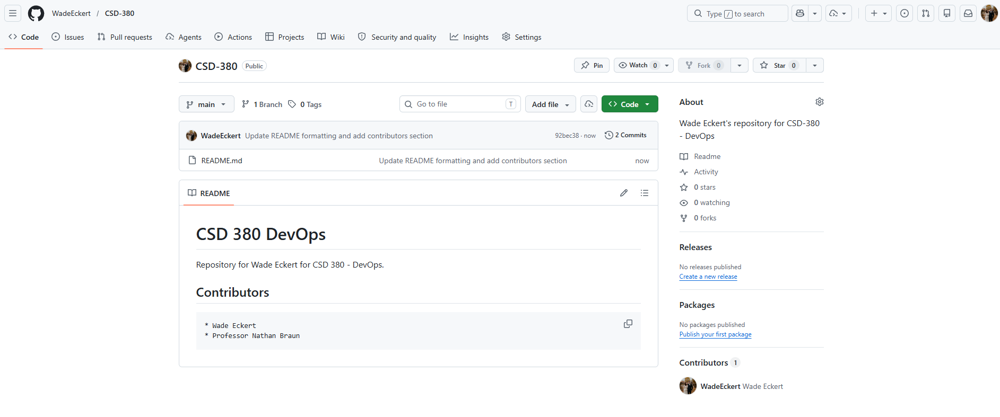 WadeEckert / CSD-380
Type / to search
Code Issues Pull requests Agents Actions Projects Wiki Security and quality Insights Settings
CSD-380 Public
Pin Watch 0 Fork 0 Star 0
main 1 Branch 0 Tags Go to file T Add file Code
WadeEckert Update README formatting and add contributors section 92bec38 · now 2 Commits
README.md Update README formatting and add contributors section now
README
CSD 380 DevOps
Repository for Wade Eckert for CSD 380 - DevOps.
Contributors
* Wade Eckert
* Professor Nathan Braun
About
Wade Eckert's repository for CSD-380
- DevOps
Readme
Activity
0 stars
0 watching
0 forks
Releases
No releases published
Create a new release
Packages
No packages published
Publish your first package
Contributors 1
WadeEckert Wade Eckert